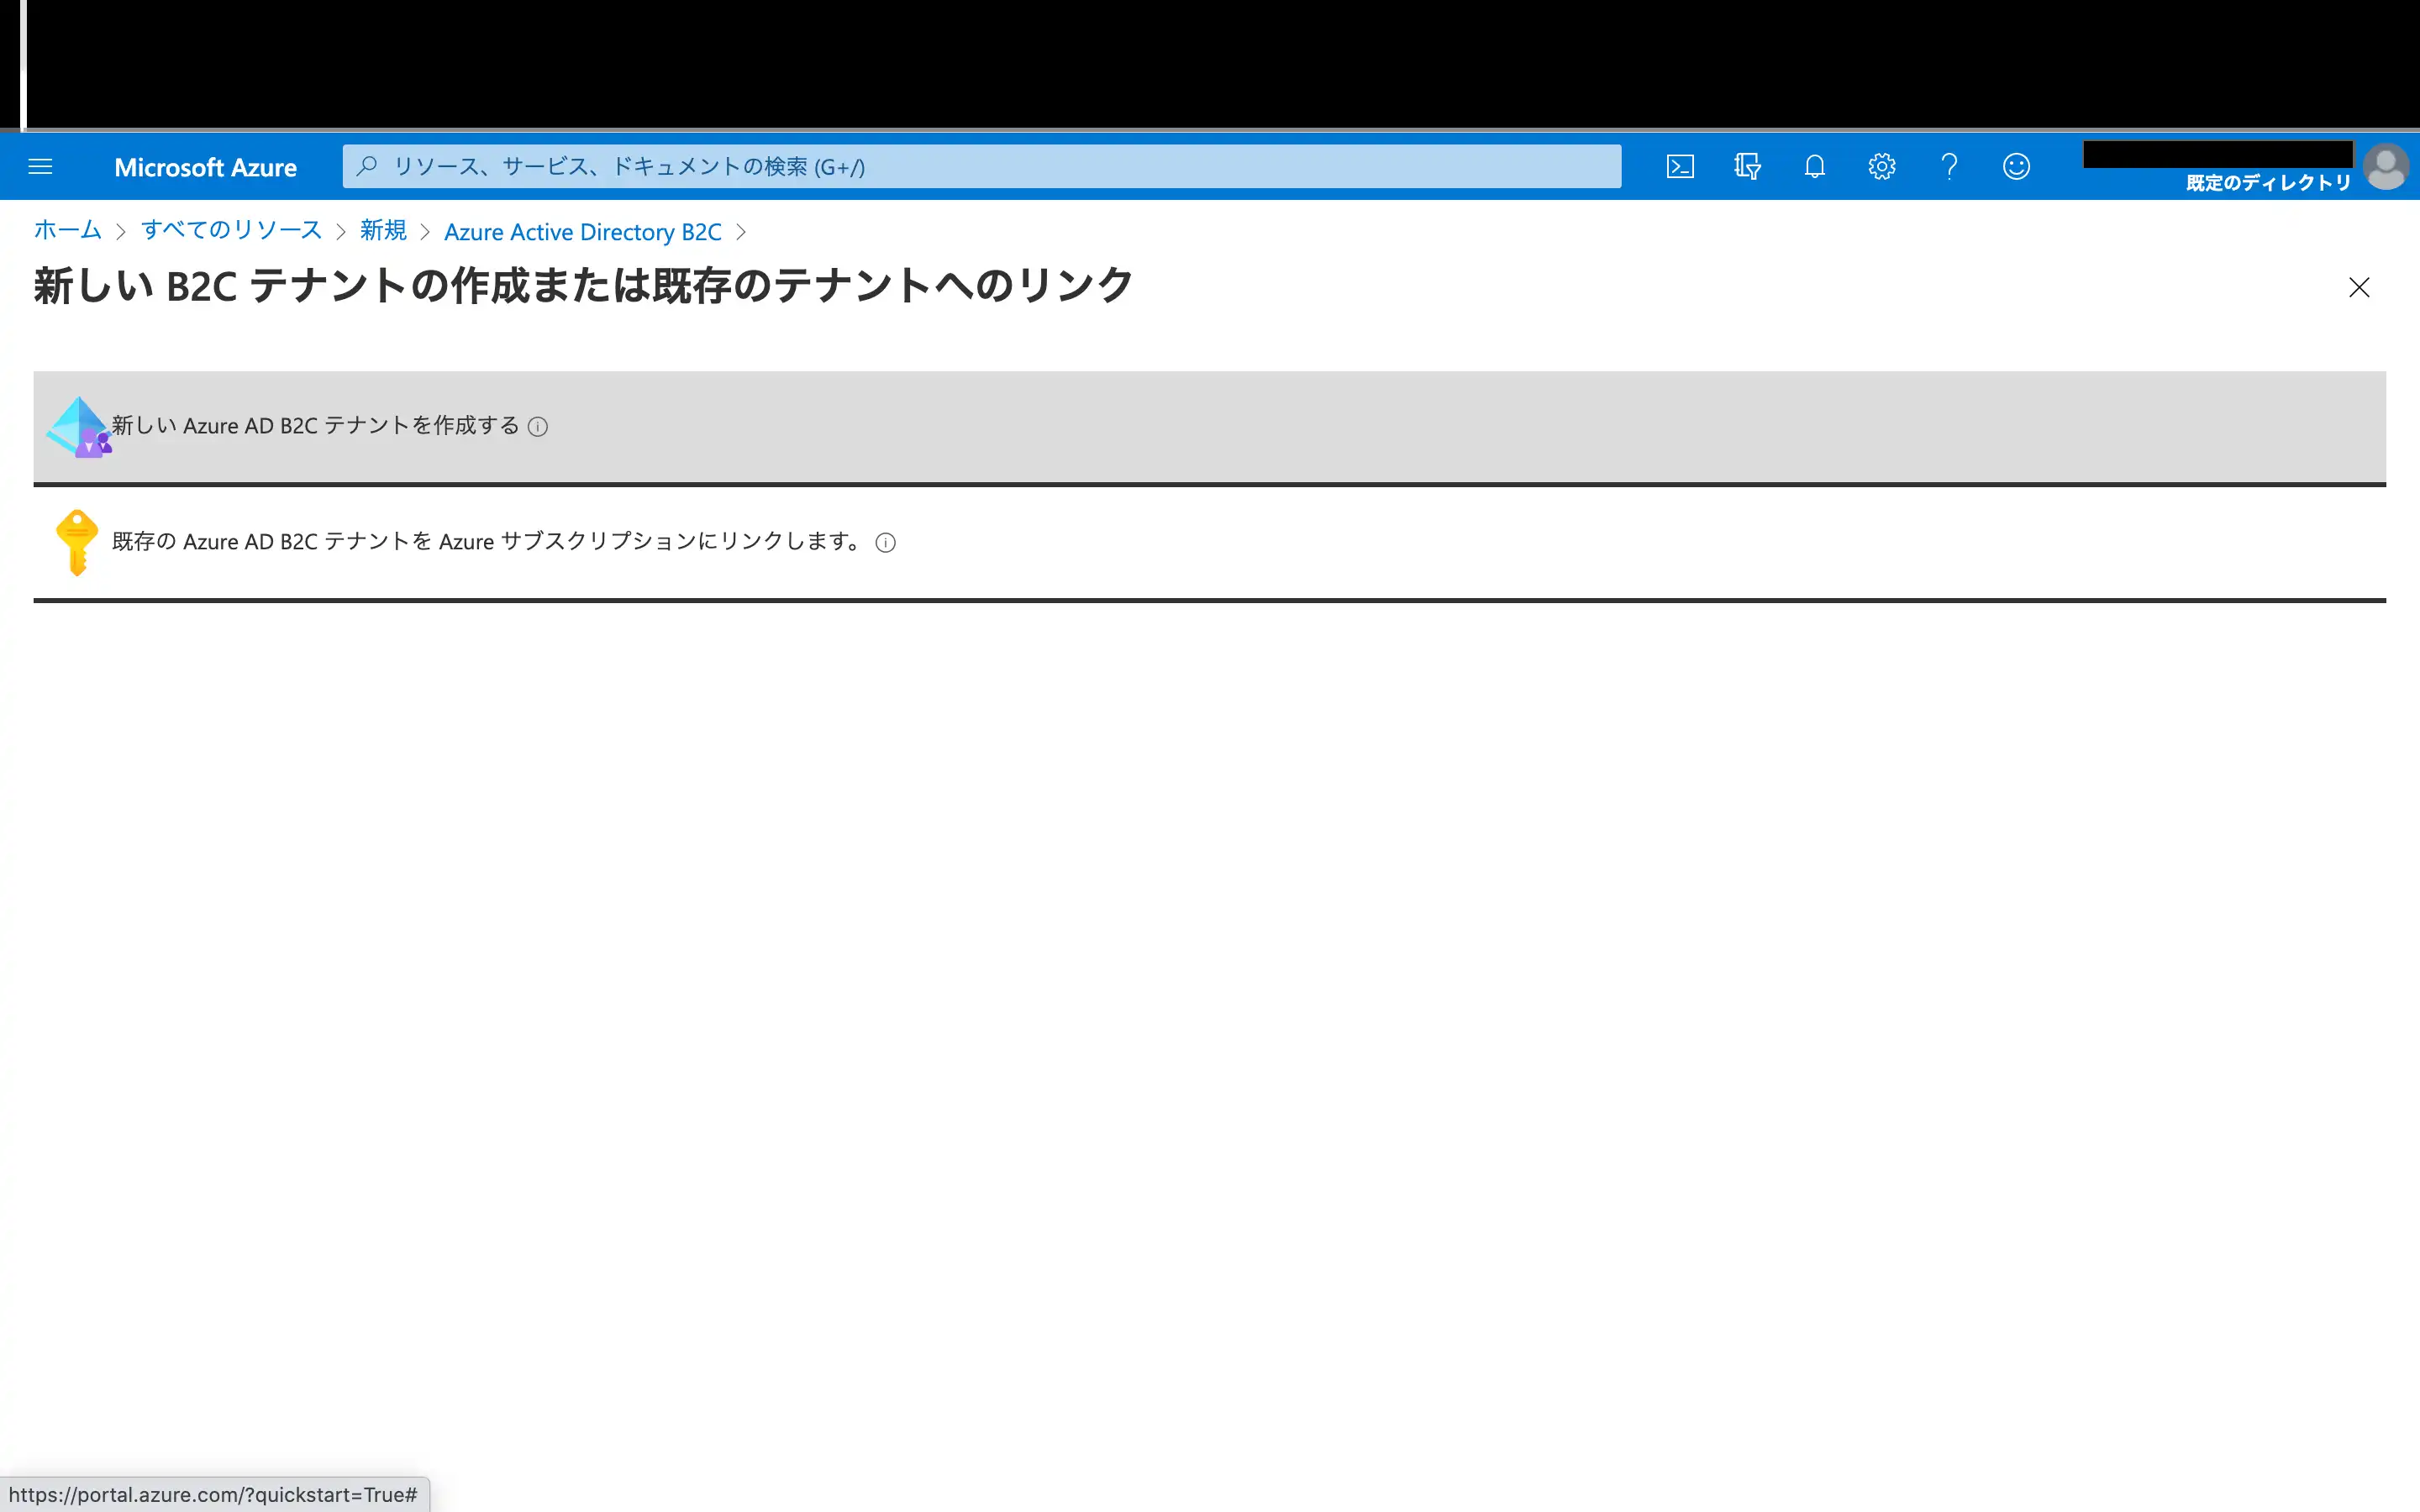 Microsoft Azure
リソース、サービス、ドキュメントの検索 (G+/)
既定のディレクトリ
ホーム > すべてのリソース > 新規 > Azure Active Directory B2C >
新しい B2C テナントの作成または既存のテナントへのリンク
新しい Azure AD B2C テナントを作成する
既存の Azure AD B2C テナントを Azure サブスクリプションにリンクします。
https://portal.azure.com/?quickstart=True#